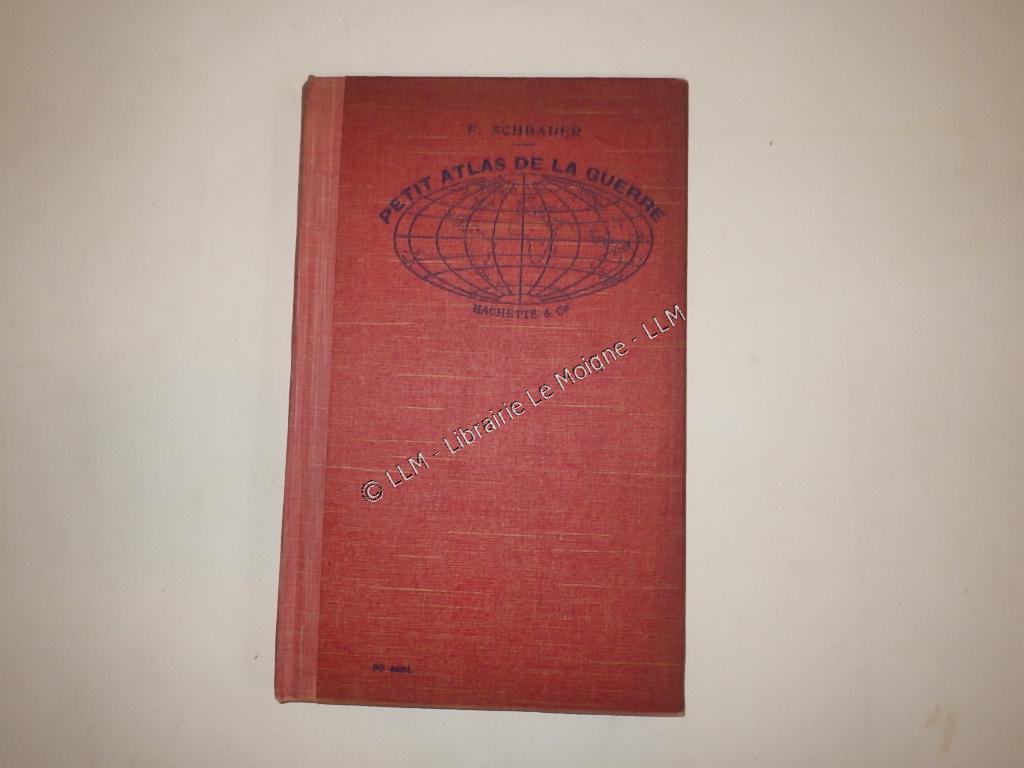 F. SCHRADER
PETIT ATLAS DE LA GUERRE
HACHETTE & Cie
© LLM - Librairie Le Moigne - LLM
90 cent.